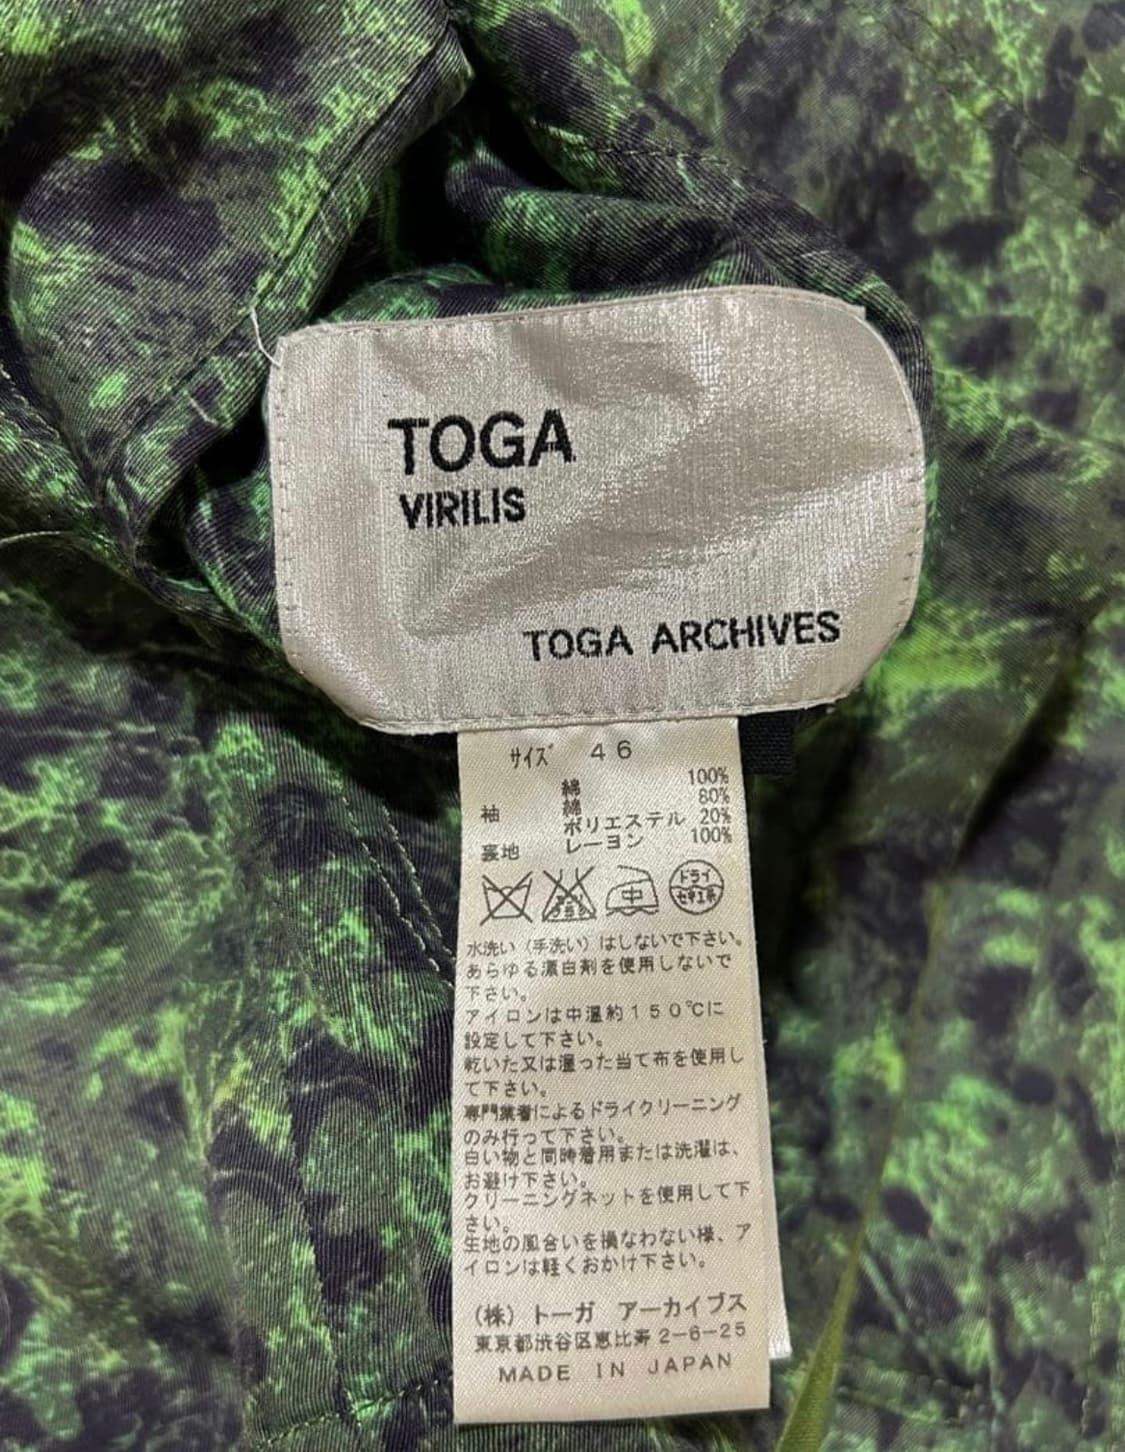 TOGA
VIRILIS
TOGA ARCHIVES
サイズ 46
綿 100%
袖 綿 80%
ポリエステル 20%
裏地 レーヨン 100%
中
ドライ
セキユ系
水洗い（手洗い）はしないで下さい。
あらゆる漂白剤を使用しないで
下さい。
アイロンは中温約150℃に
設定して下さい。
乾いた又は湿った当て布を使用し
て下さい。
専門業者によるドライクリーニング
のみ行って下さい。
白い物と同時着用または洗濯は、
お避け下さい。
クリーニングネットを使用して下
さい。
生地の風合いを損なわない様、ア
イロンは軽くおかけ下さい。
（株）トーガ アーカイブス
東京都渋谷区恵比寿2-6-25
MADE IN JAPAN